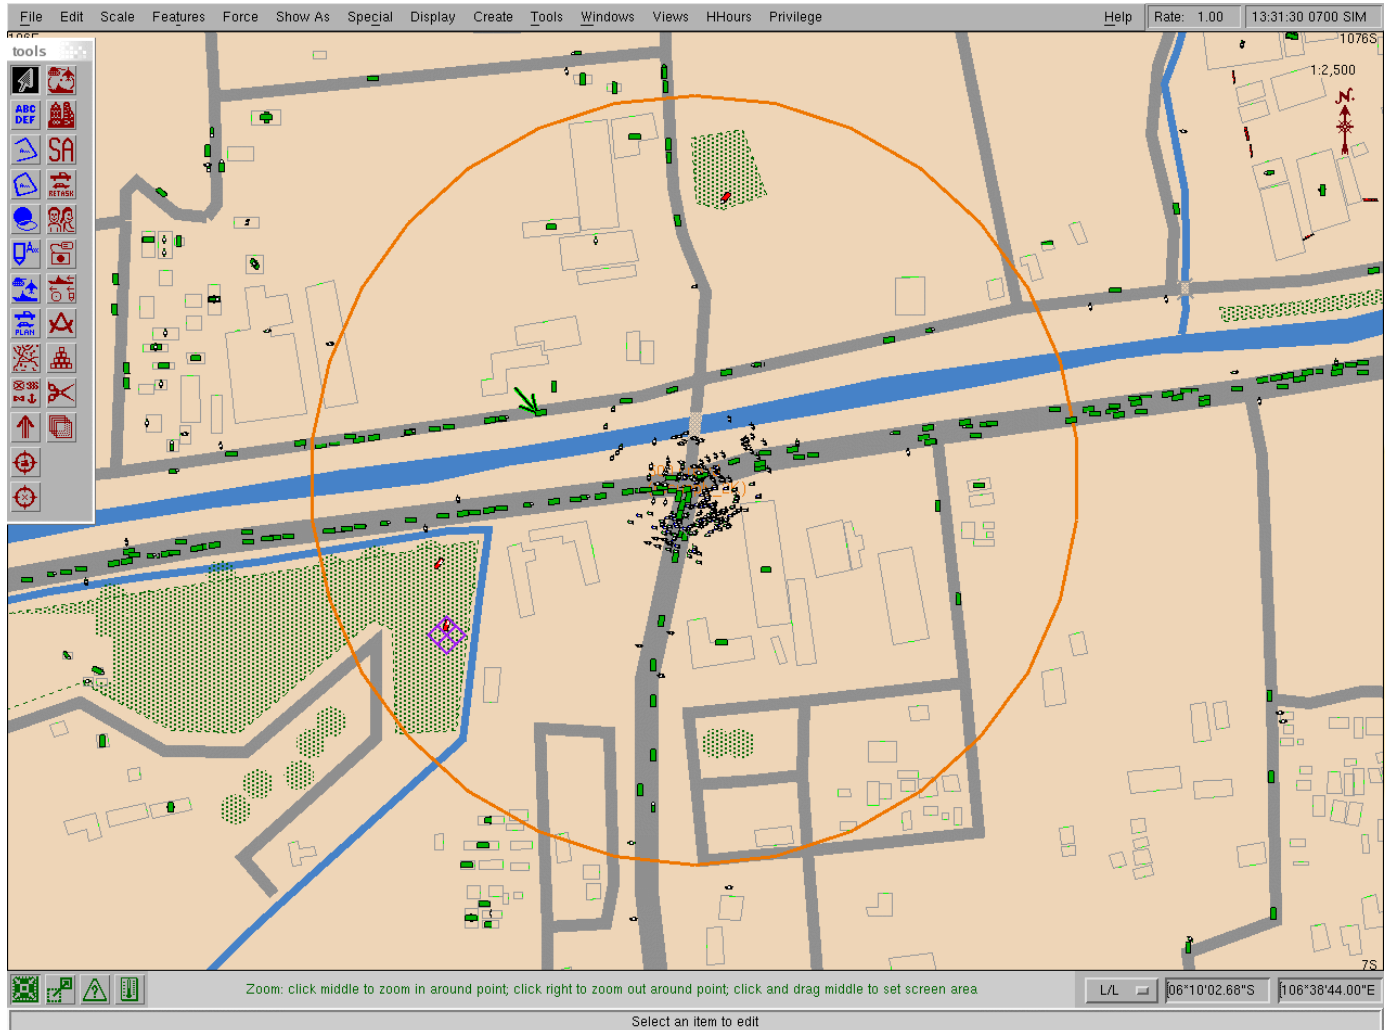 File Edit Scale Features Force Show As Special Display Create Tools Windows Views HHours Privilege Help Rate: 1.00 13:31:30 0700 SIM
106E 1076S
tools
1:2,500
N
ABC
DEF
SA
RETASK
PLAN
7S
Zoom: click middle to zoom in around point; click right to zoom out around point; click and drag middle to set screen area
L/L 06°10'02.68"S 106°38'44.00"E
Select an item to edit